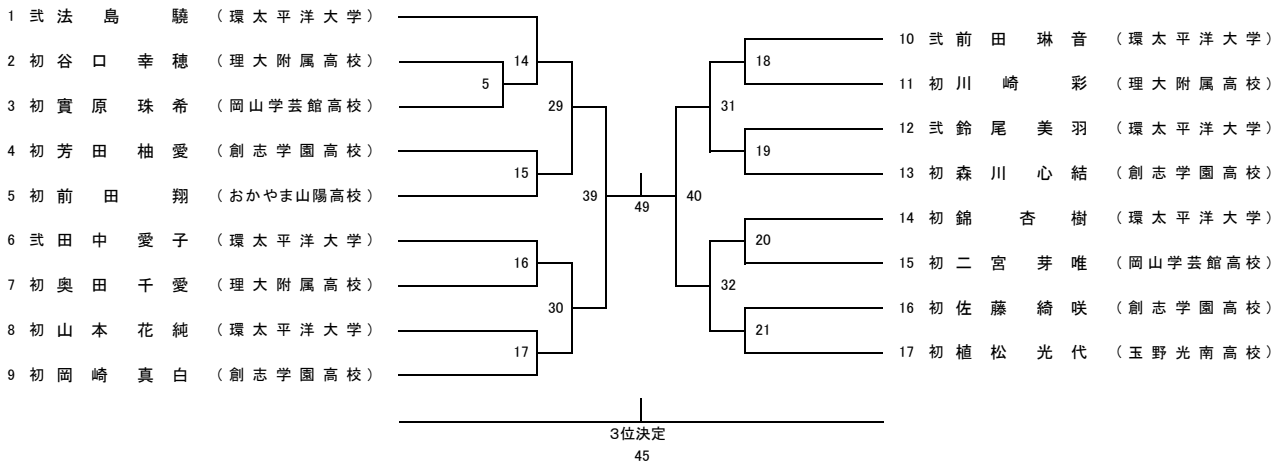 1 弐 法島 驍 (環太平洋大学)
2 初 谷口 幸穂 (理大附属高校)
3 初 實原 珠希 (岡山学芸館高校)
4 初 芳田 柚愛 (創志学園高校)
5 初 前田 翔 (おかやま山陽高校)
6 弐 田中 愛子 (環太平洋大学)
7 初 奥田 千愛 (理大附属高校)
8 初 山本 花純 (環太平洋大学)
9 初 岡崎 真白 (創志学園高校)
14
5
29
15
39
16
30
17
49
18
31
19
40
20
32
21
10 弐 前田 琳音 (環太平洋大学)
11 初 川崎 彩 (理大附属高校)
12 弐 鈴尾 美羽 (環太平洋大学)
13 初 森川 心結 (創志学園高校)
14 初 錦 杏樹 (環太平洋大学)
15 初 二宮 芽唯 (岡山学芸館高校)
16 初 佐藤 綺咲 (創志学園高校)
17 初 植松 光代 (玉野光南高校)
3位決定
45